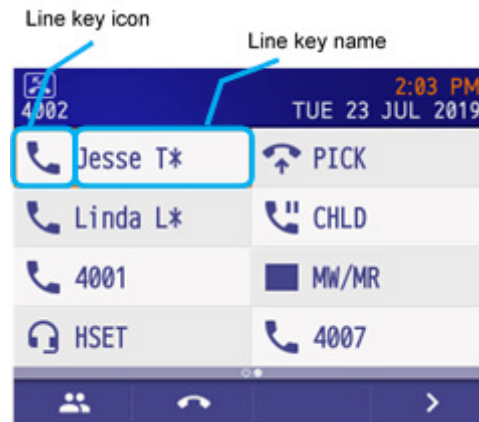 Line key icon
Line key name
2:03 PM
4002 TUE 23 JUL 2019
Jesse T* PICK
Linda L* CHLD
4001 MW/MR
HSET 4007